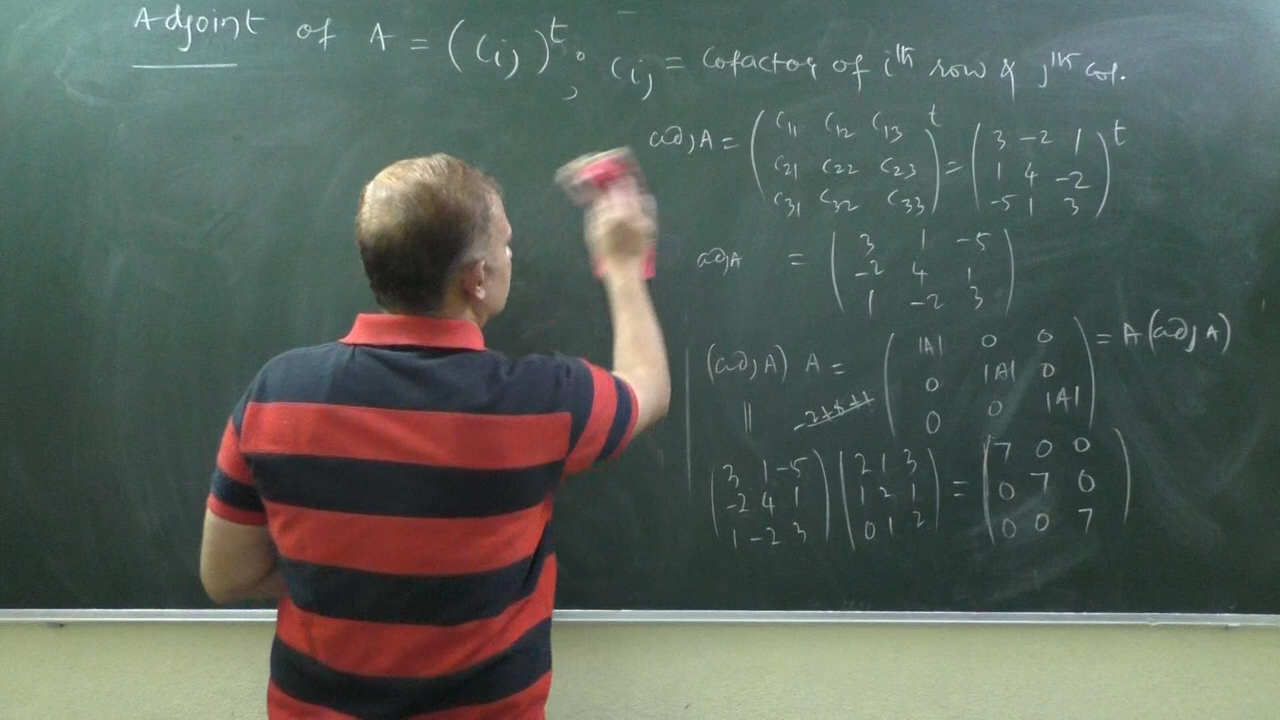 Adjoint of A = (Cij)^t; Cij = Cofactor of i^th row & j^th col.
adj A = ( C11 C12 C13 )^t = ( 3 -2 1 )^t
C21 C22 C23 1 4 -2
C31 C32 C33 -5 1 3
adj A = ( 3 1 -5 )
-2 4 1
1 -2 3
(adj A) A = ( |A| 0 0 ) = A (adj A)
0 |A| 0
|| 0 0 |A|
( 3 1 -5 ) ( 2 1 3 ) = ( 7 0 0 )
-2 4 1 1 2 1 0 7 0
1 -2 3 0 1 2 0 0 7